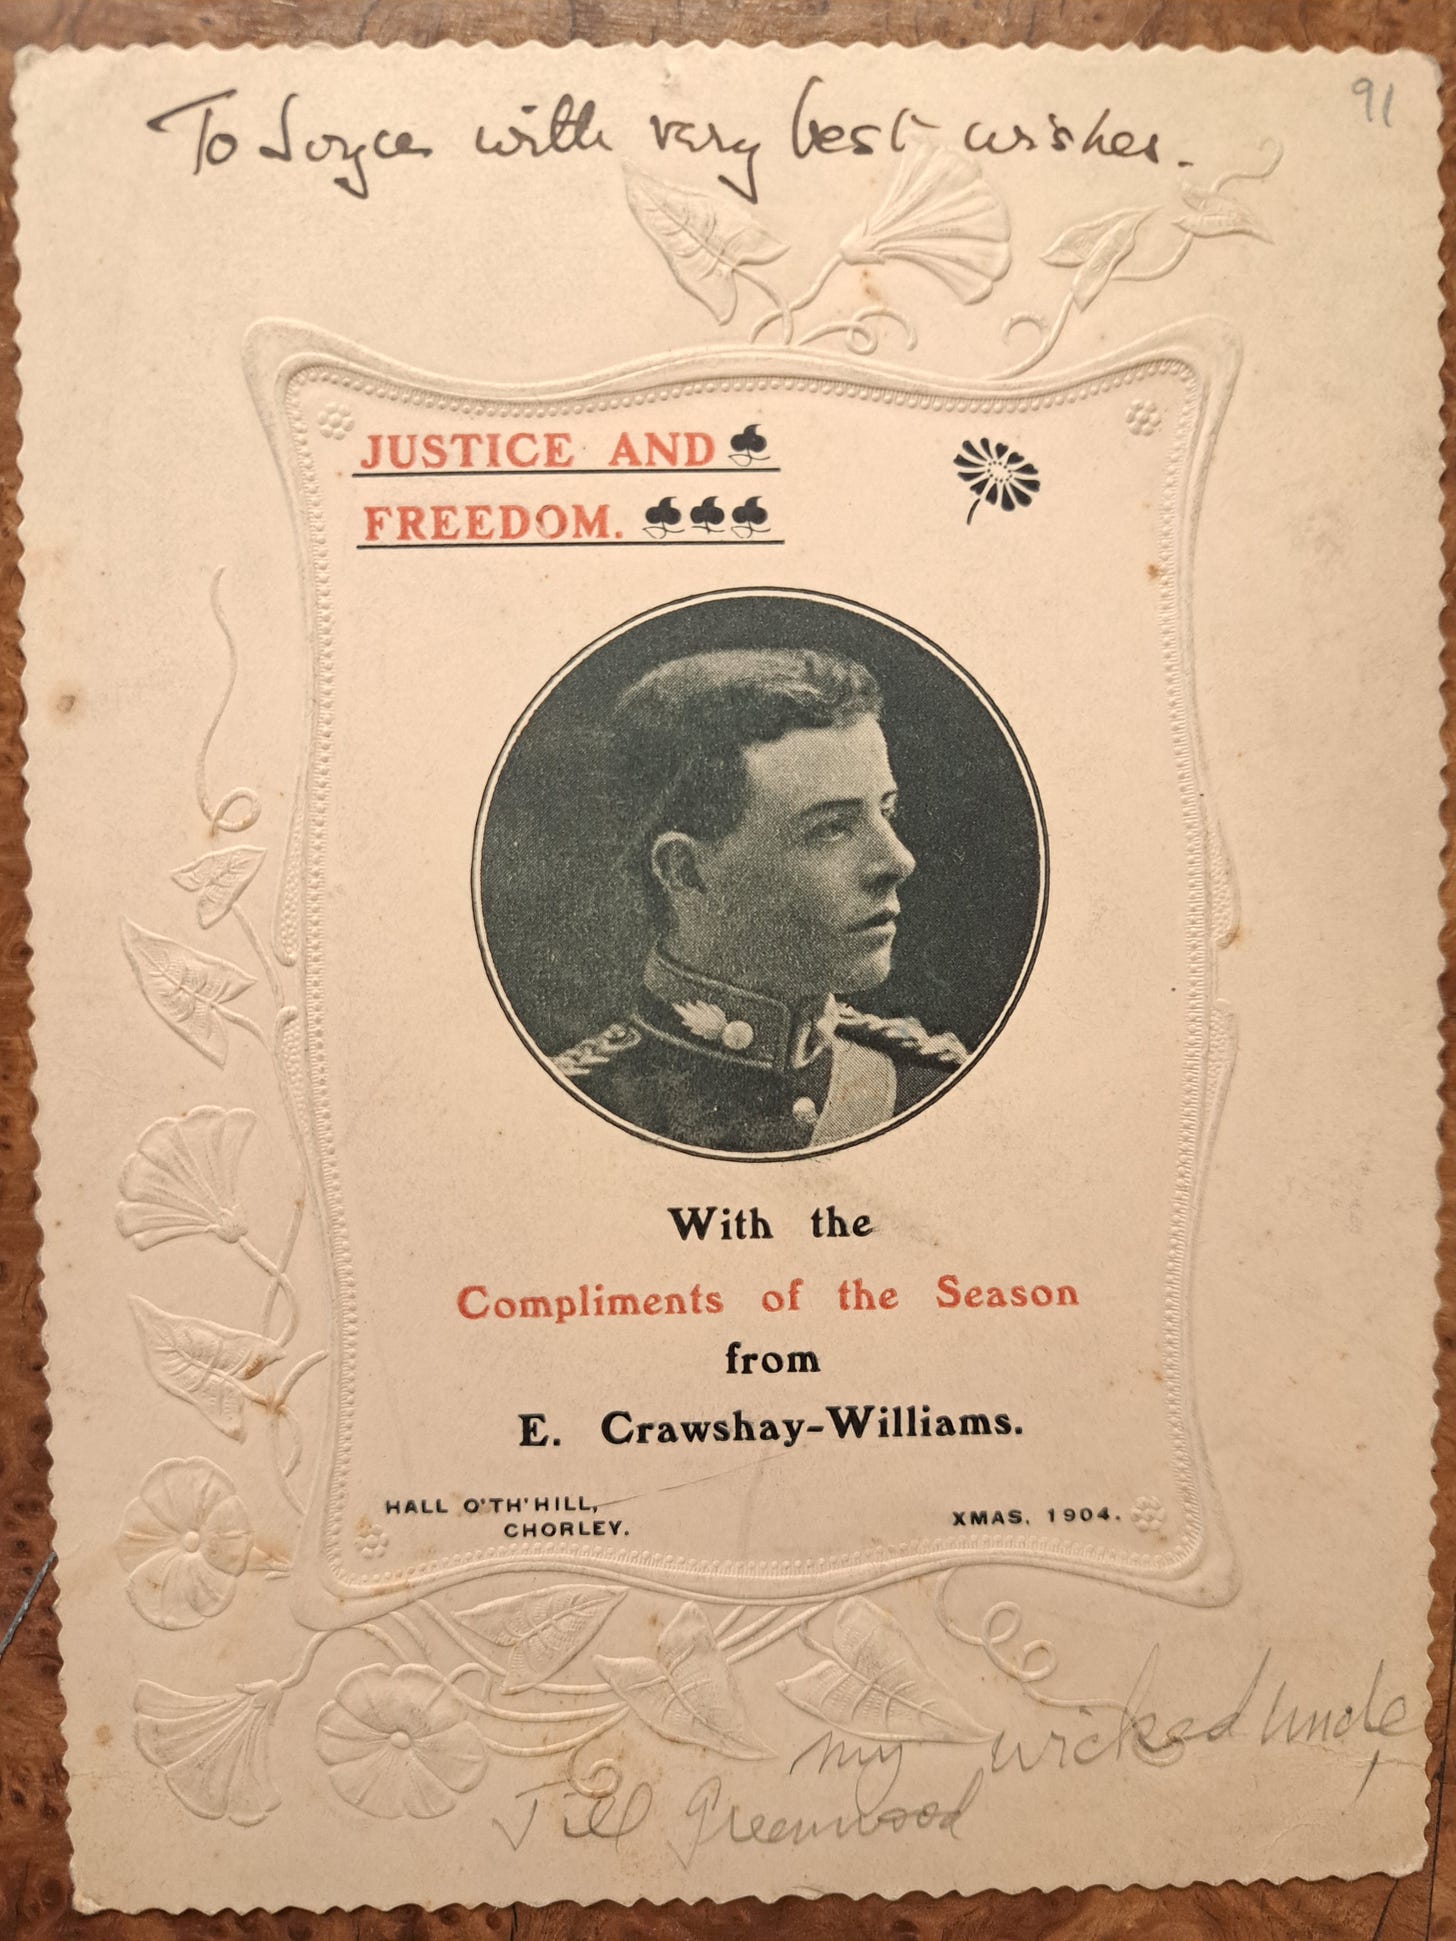 To Joyce with very best wishes.
91
JUSTICE AND
FREEDOM.
With the
Compliments of the Season
from
E. Crawshay-Williams.
HALL O'TH'HILL,
CHORLEY.
XMAS, 1904.
my wicked Uncle
Jill Greenwood